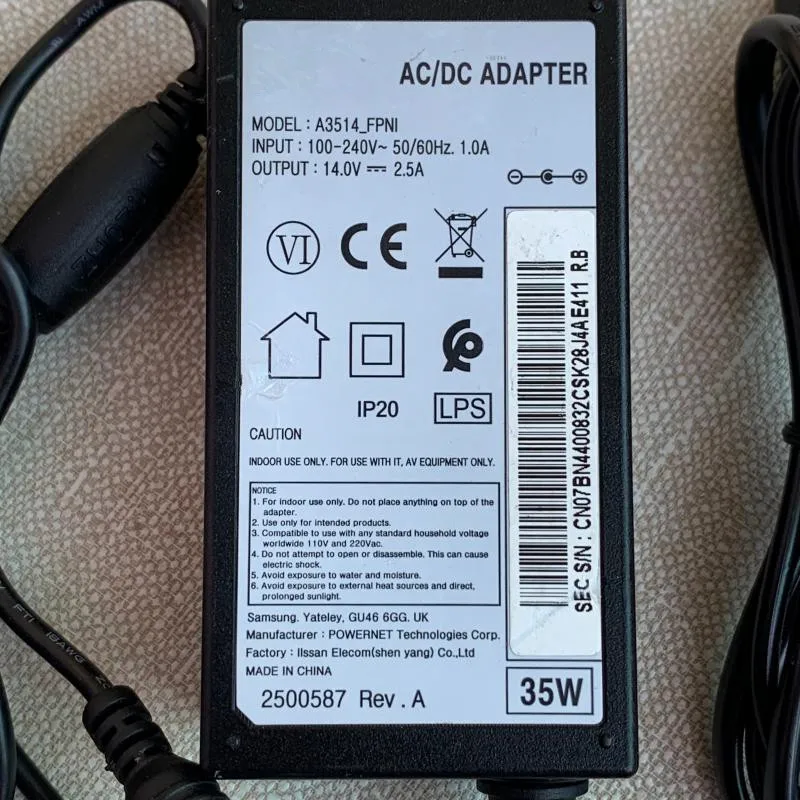 AC/DC ADAPTER
MODEL : A3514_FPNI
INPUT : 100-240V~ 50/60Hz. 1.0A
OUTPUT : 14.0V ⎓ 2.5A
VI
CE
IP20
LPS
CAUTION
INDOOR USE ONLY. FOR USE WITH IT, AV EQUIPMENT ONLY.
NOTICE
1. For indoor use only. Do not place anything on top of the
adapter.
2. Use only for intended products.
3. Compatible to use with any standard household voltage
worldwide 110V and 220Vac.
4. Do not attempt to open or disassemble. This can cause
electric shock.
5. Avoid exposure to water and moisture.
6. Avoid exposure to external heat sources and direct,
prolonged sunlight.
Samsung. Yateley, GU46 6GG. UK
Manufacturer : POWERNET Technologies Corp.
Factory : Ilssan Elecom(shen yang) Co.,Ltd
MADE IN CHINA
2500587 Rev. A
35W
SEC S/N : CN07BN4400832CSK28J4AE411 R.B
AWM
FTI 18AWG